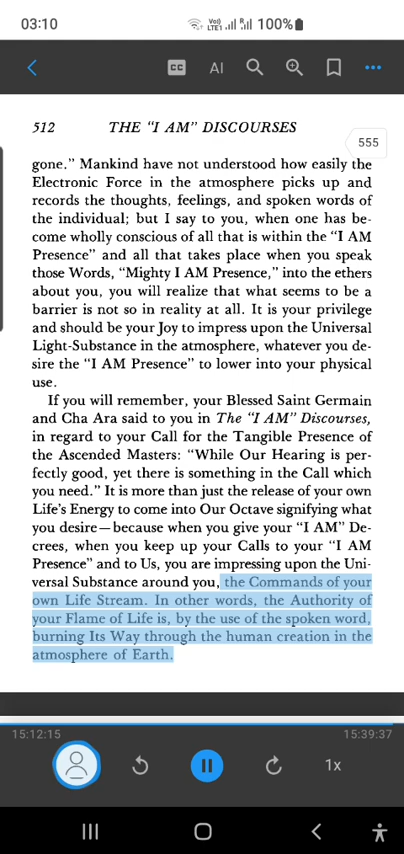 03:10
Vo)) R
LTE1 100%
CC AI
512 THE “I AM” DISCOURSES
555
gone.” Mankind have not understood how easily the
Electronic Force in the atmosphere picks up and
records the thoughts, feelings, and spoken words of
the individual; but I say to you, when one has be-
come wholly conscious of all that is within the “I AM
Presence” and all that takes place when you speak
those Words, “Mighty I AM Presence,” into the ethers
about you, you will realize that what seems to be a
barrier is not so in reality at all. It is your privilege
and should be your Joy to impress upon the Universal
Light-Substance in the atmosphere, whatever you de-
sire the “I AM Presence” to lower into your physical
use.
If you will remember, your Blessed Saint Germain
and Cha Ara said to you in The “I AM” Discourses,
in regard to your Call for the Tangible Presence of
the Ascended Masters: “While Our Hearing is per-
fectly good, yet there is something in the Call which
you need.” It is more than just the release of your own
Life’s Energy to come into Our Octave signifying what
you desire—because when you give your “I AM” De-
crees, when you keep up your Calls to your “I AM
Presence” and to Us, you are impressing upon the Uni-
versal Substance around you, the Commands of your
own Life Stream. In other words, the Authority of
your Flame of Life is, by the use of the spoken word,
burning Its Way through the human creation in the
atmosphere of Earth.
15:12:15 15:39:37
1x